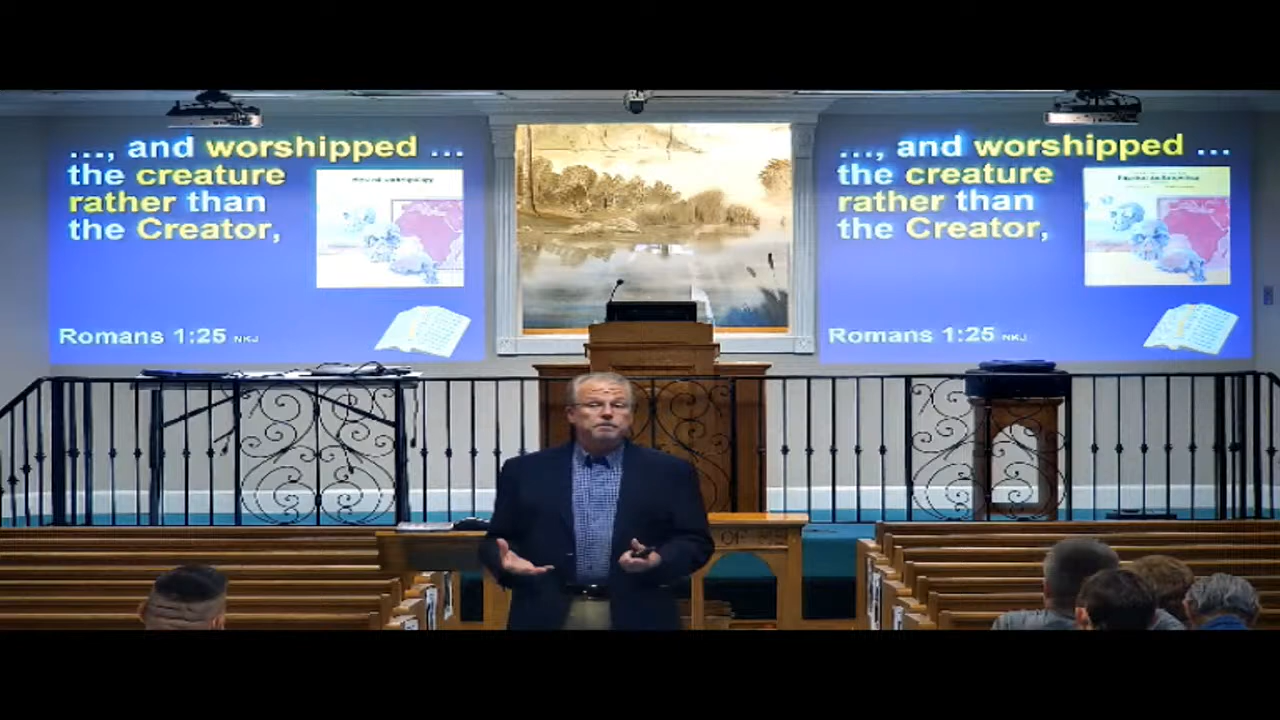 ..., and worshipped ...
the creature
rather than
the Creator,
Romans 1:25 NKJ
..., and worshipped ...
the creature
rather than
the Creator,
Romans 1:25 NKJ